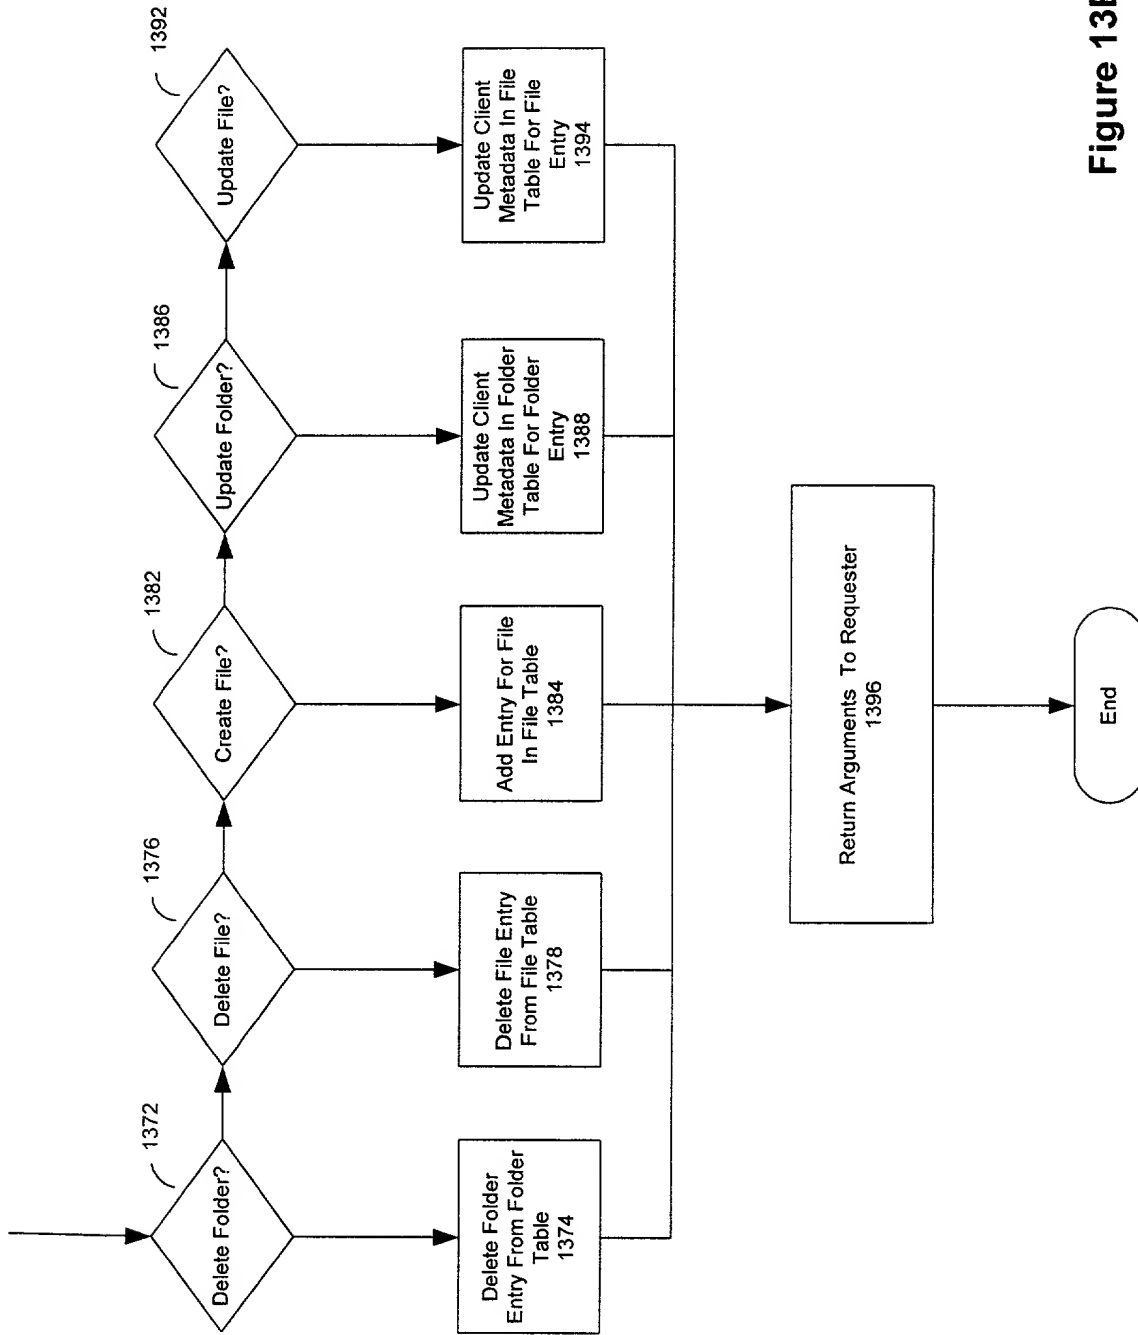 Delete Folder?
1372
Delete File?
1376
Create File?
1382
Update Folder?
1386
Update File?
1392
Delete Folder
Entry From Folder
Table
1374
Delete File Entry
From File Table
1378
Add Entry For File
In File Table
1384
Update Client
Metadata In Folder
Table For Folder
Entry
1388
Update Client
Metadata In File
Table For File
Entry
1394
Return Arguments To Requester
1396
End
Figure 13